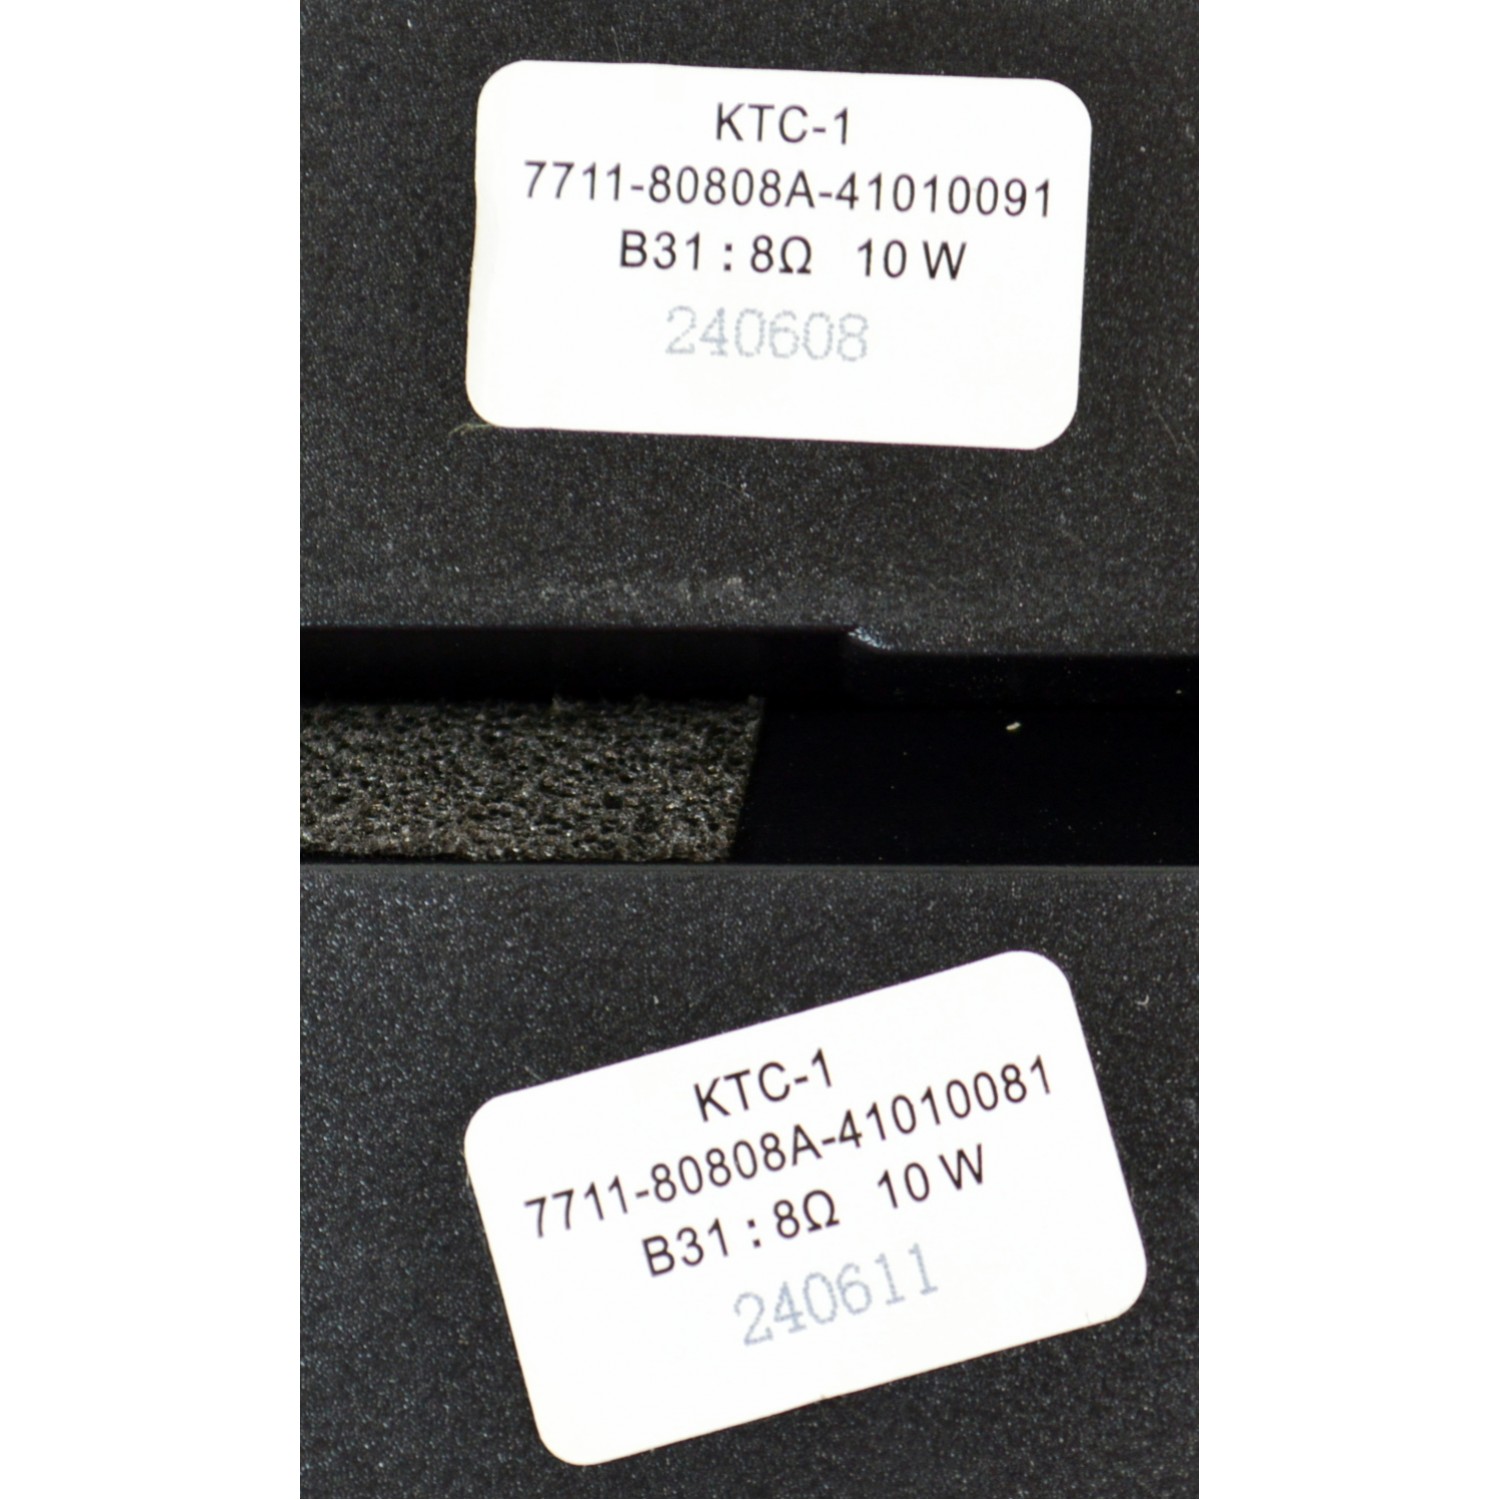 KTC-1
7711-80808A-41010091
B31 : 8Ω 10 W
240608
KTC-1
7711-80808A-41010081
B31 : 8Ω 10 W
240611